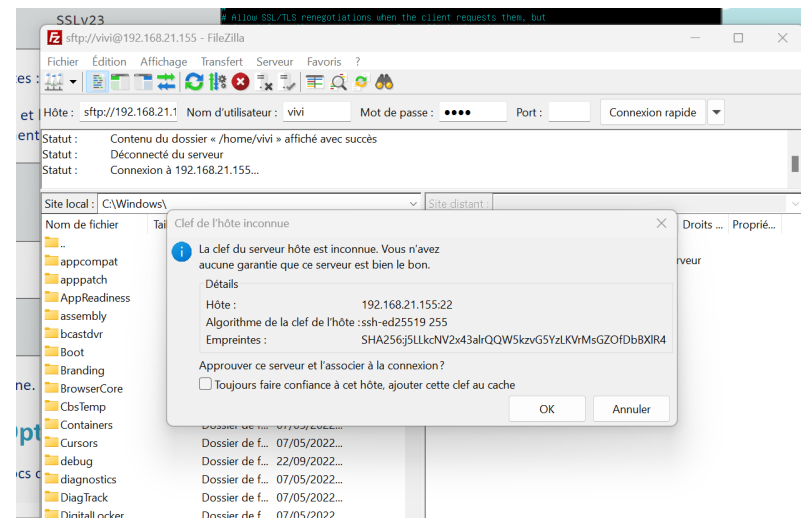 SSLv23
# Allow SSL/TLS renegotiations when the client requests them, but
sftp://vivi@192.168.21.155 - FileZilla
Fichier Édition Affichage Transfert Serveur Favoris ?
Hôte : sftp://192.168.21.1 Nom d'utilisateur : vivi Mot de passe : •••• Port : Connexion rapide
Statut : Contenu du dossier « /home/vivi » affiché avec succès
Statut : Déconnecté du serveur
Statut : Connexion à 192.168.21.155...
Site local : C:\Windows\ Site distant :
Nom de fichier Tai Droits ... Proprié...
..
Clef de l'hôte inconnue
La clef du serveur hôte est inconnue. Vous n'avez
aucune garantie que ce serveur est bien le bon.
Détails
Hôte : 192.168.21.155:22
Algorithme de la clef de l'hôte : ssh-ed25519 255
Empreintes : SHA256:j5LLkcNV2x43alrQQW5kzvG5YzLKVrMsGZOfDbBXlR4
Approuver ce serveur et l'associer à la connexion ?
Toujours faire confiance à cet hôte, ajouter cette clef au cache
OK Annuler
appcompat
apppatch
AppReadiness
assembly
bcastdvr
Boot
Branding
BrowserCore
CbsTemp
Containers Dossier de f... 07/05/2022...
Cursors Dossier de f... 07/05/2022...
debug Dossier de f... 22/09/2022...
diagnostics Dossier de f... 07/05/2022...
DiagTrack Dossier de f... 07/05/2022...
DigitalLocker Dossier de f... 07/05/2022...